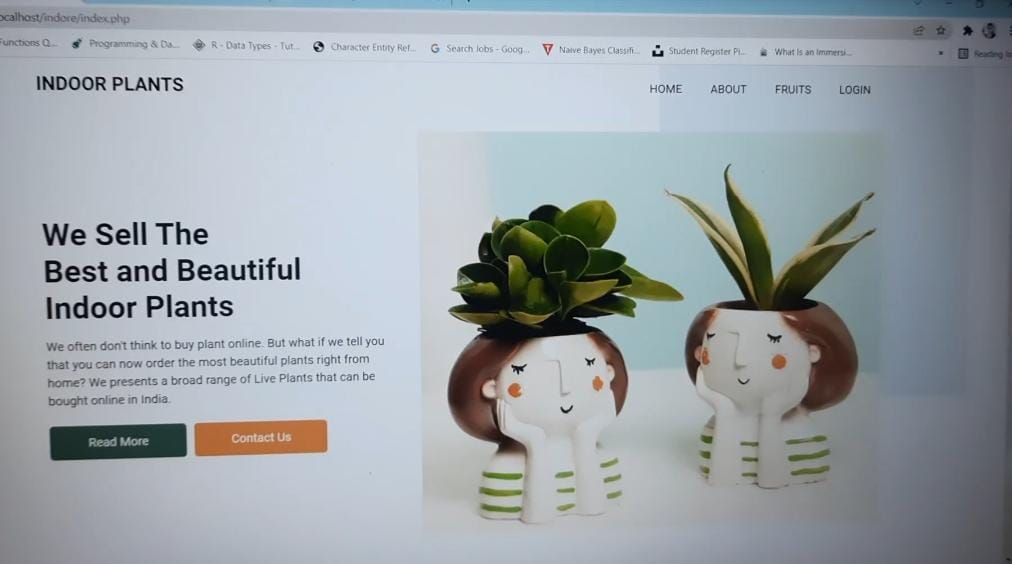 ocalhost/indore/index.php
Functions Q... Programming & Da... R - Data Types - Tut... Character Entity Ref... Search Jobs - Goog... Naive Bayes Classifi... Student Register Pi... What Is an Immersi... » Reading
INDOOR PLANTS
HOME ABOUT FRUITS LOGIN
We Sell The
Best and Beautiful
Indoor Plants
We often don't think to buy plant online. But what if we tell you
that you can now order the most beautiful plants right from
home? We presents a broad range of Live Plants that can be
bought online in India.
Read More Contact Us